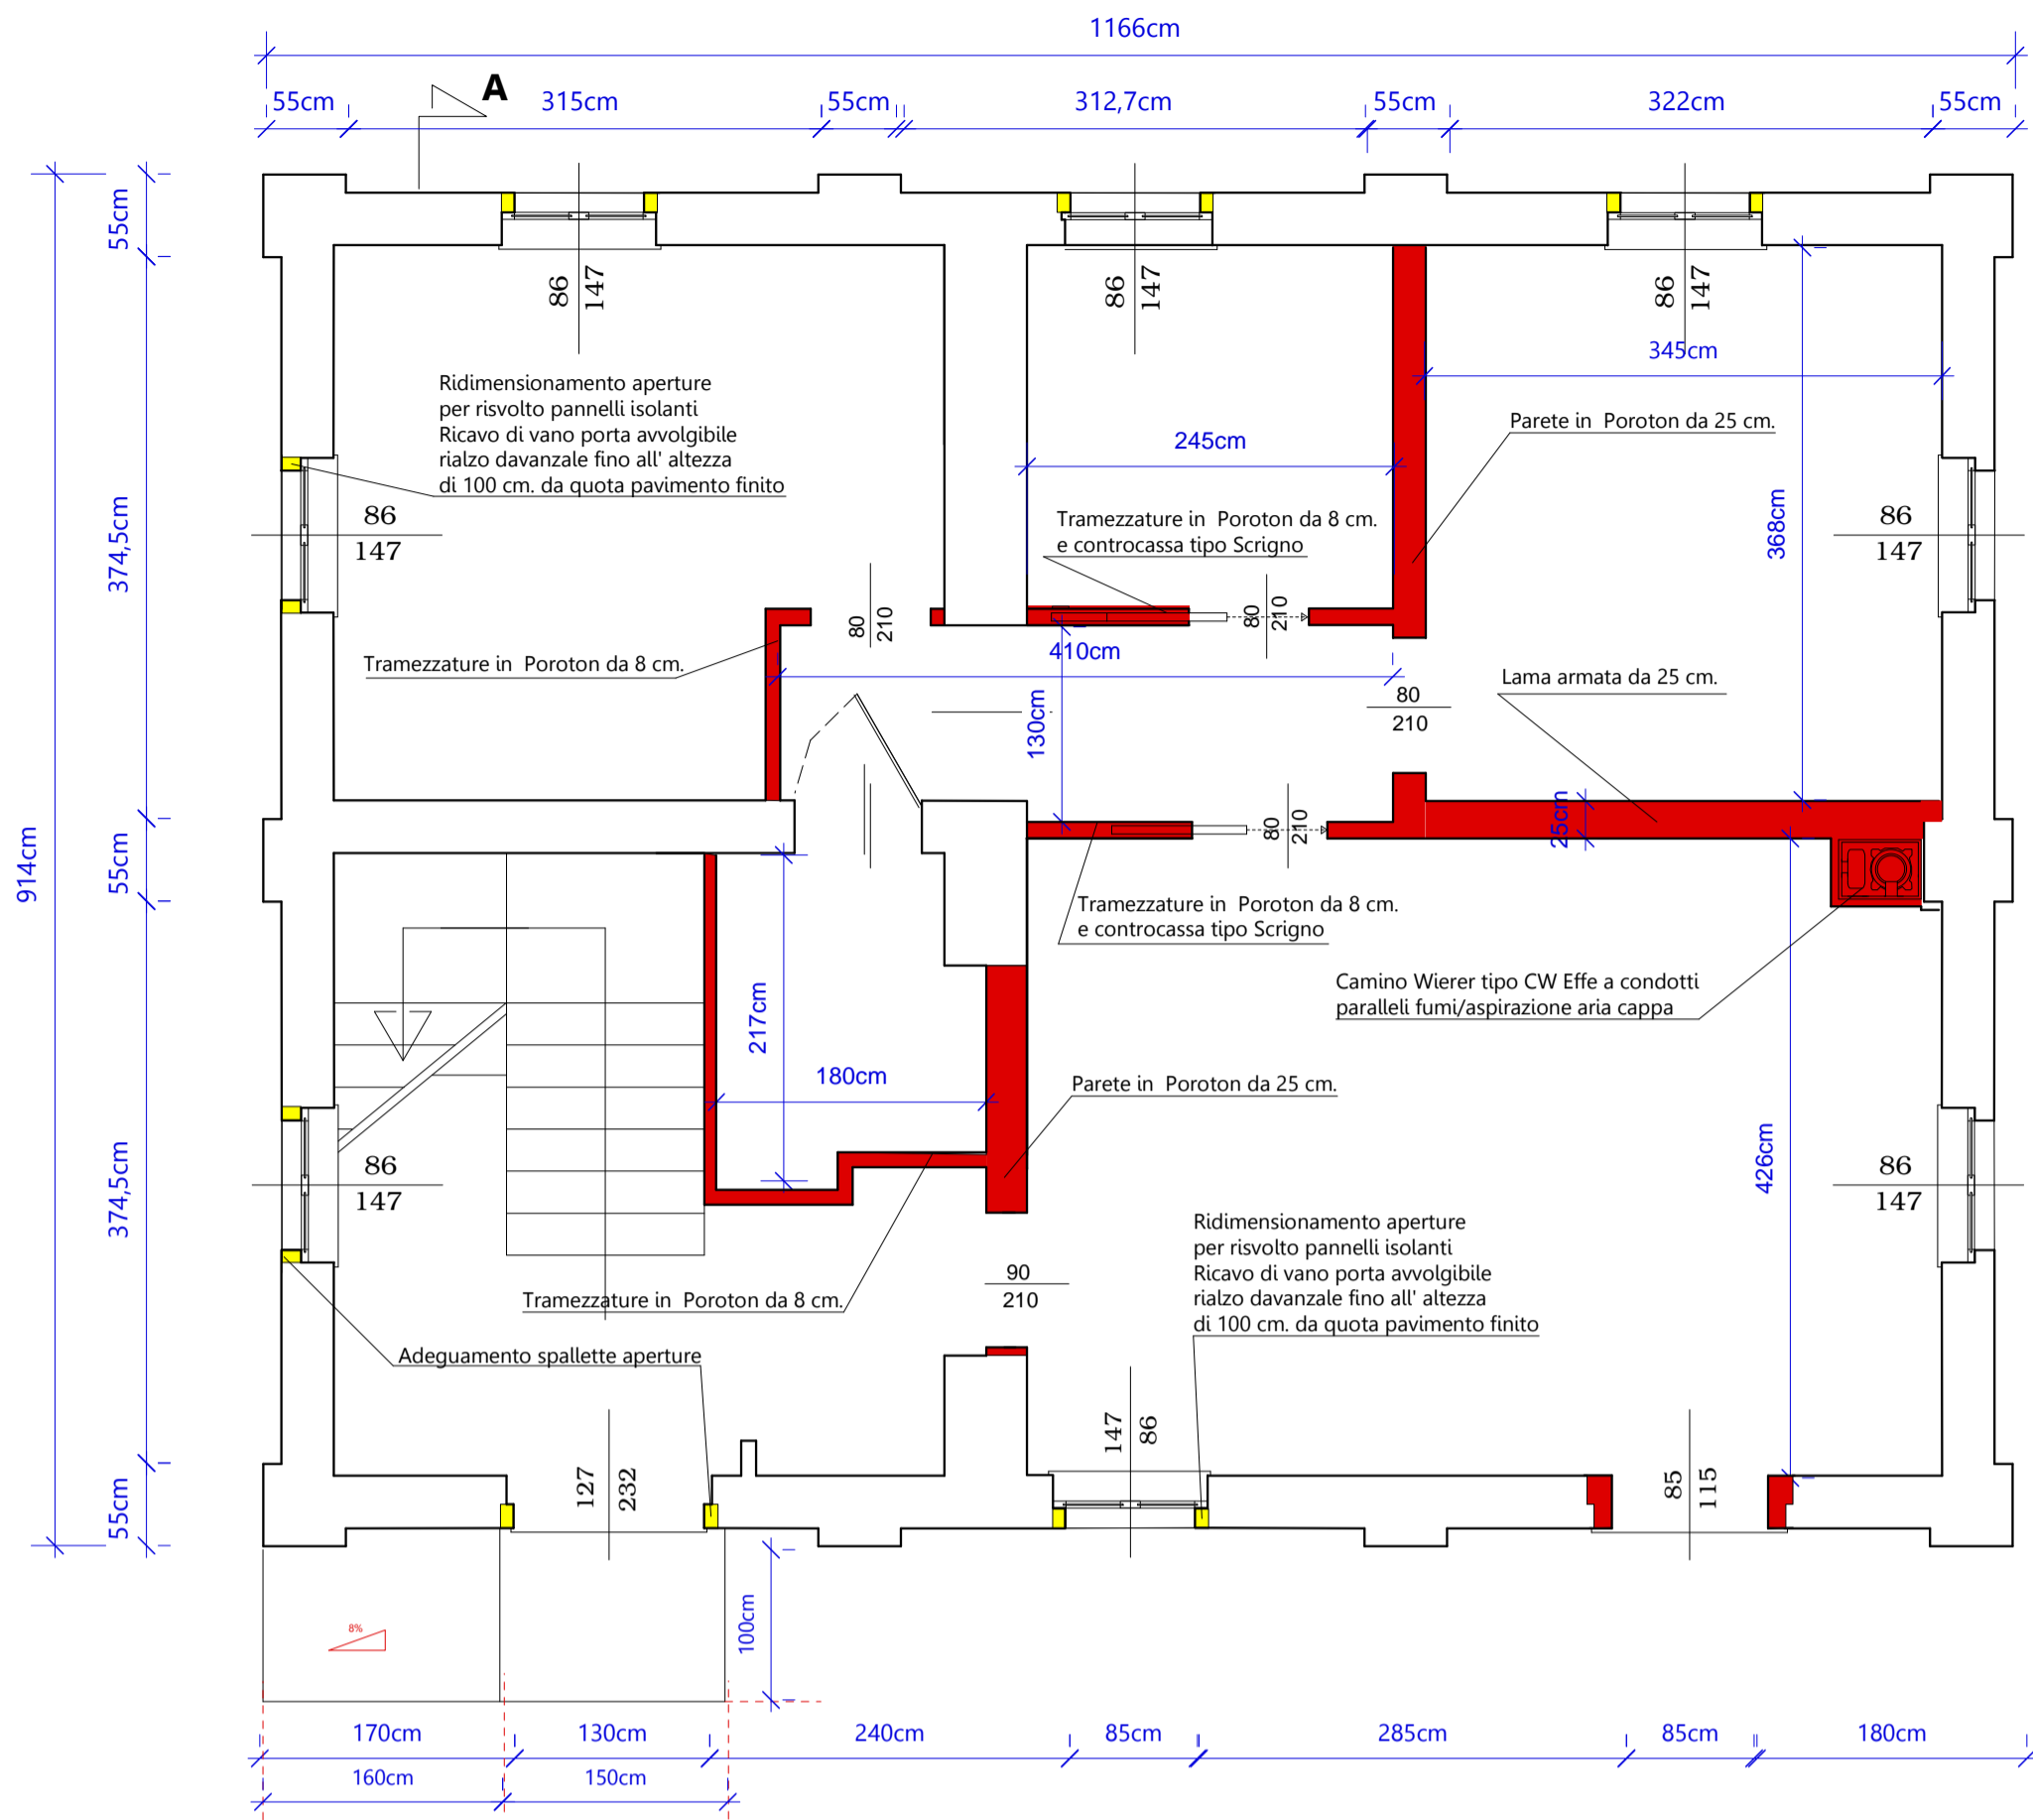 1166cm
A
55cm 315cm 55cm 312,7cm 55cm 322cm 55cm
914cm
55cm
374,5cm
55cm
374,5cm
55cm
86
147
86
147
86
147
345cm
Ridimensionamento aperture
per risvolto pannelli isolanti
Ricavo di vano porta avvolgibile
rialzo davanzale fino all' altezza
di 100 cm. da quota pavimento finito
245cm
Parete in Poroton da 25 cm.
368cm
86
147
86
147
Tramezzature in Poroton da 8 cm.
e controcassa tipo Scrigno
80
210
80
210
Tramezzature in Poroton da 8 cm.
410cm
130cm
80
210
Lama armata da 25 cm.
25cm
80
210
Tramezzature in Poroton da 8 cm.
e controcassa tipo Scrigno
Camino Wierer tipo CW Effe a condotti
paralleli fumi/aspirazione aria cappa
217cm
180cm
Parete in Poroton da 25 cm.
426cm
86
147
86
147
Ridimensionamento aperture
per risvolto pannelli isolanti
Ricavo di vano porta avvolgibile
rialzo davanzale fino all' altezza
di 100 cm. da quota pavimento finito
90
210
Tramezzature in Poroton da 8 cm.
Adeguamento spallette aperture
127
232
147
86
85
115
100cm
8%
170cm 130cm 240cm 85cm 285cm 85cm 180cm
160cm 150cm